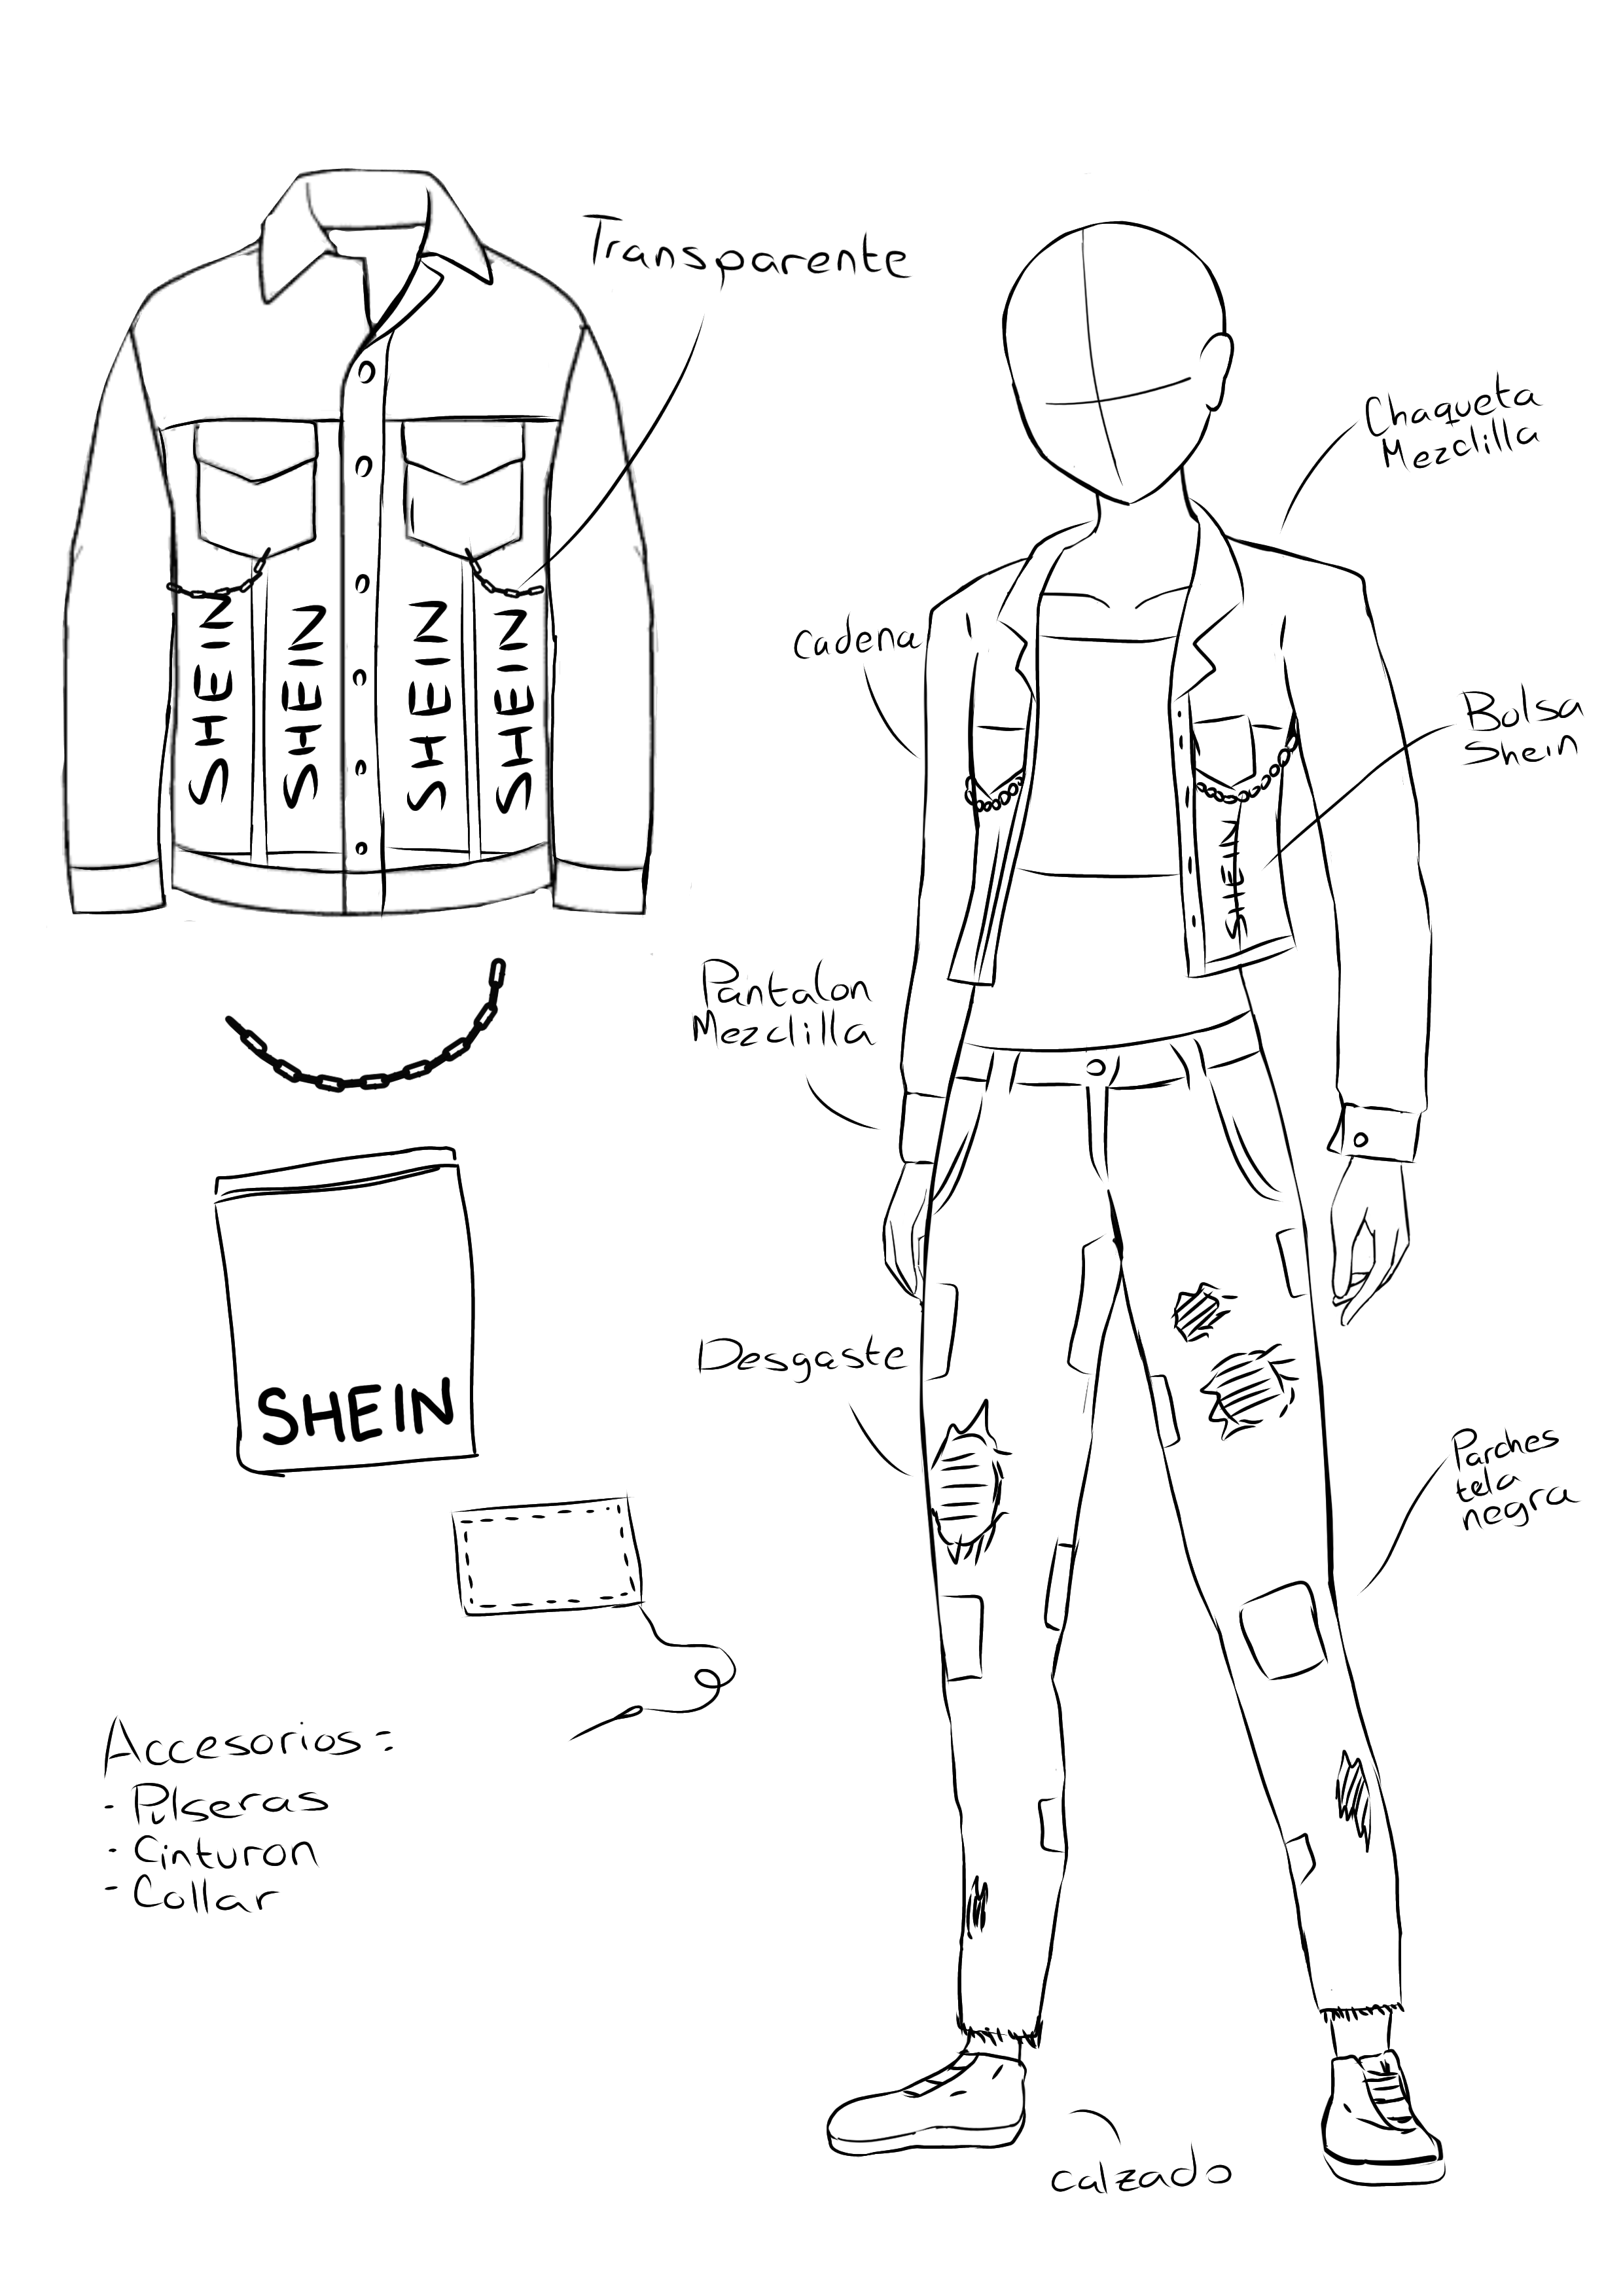 Transparente
SHEIN
SHEIN
SHEIN
SHEIN
Chaqueta
Mezclilla
Cadena
Bolsa
Shein
SHEIN
Pantalon
Mezclilla
SHEIN
Desgaste
Parches
tela
negra
Accesorios:
- Pulseras
- Cinturon
- Collar
calzado